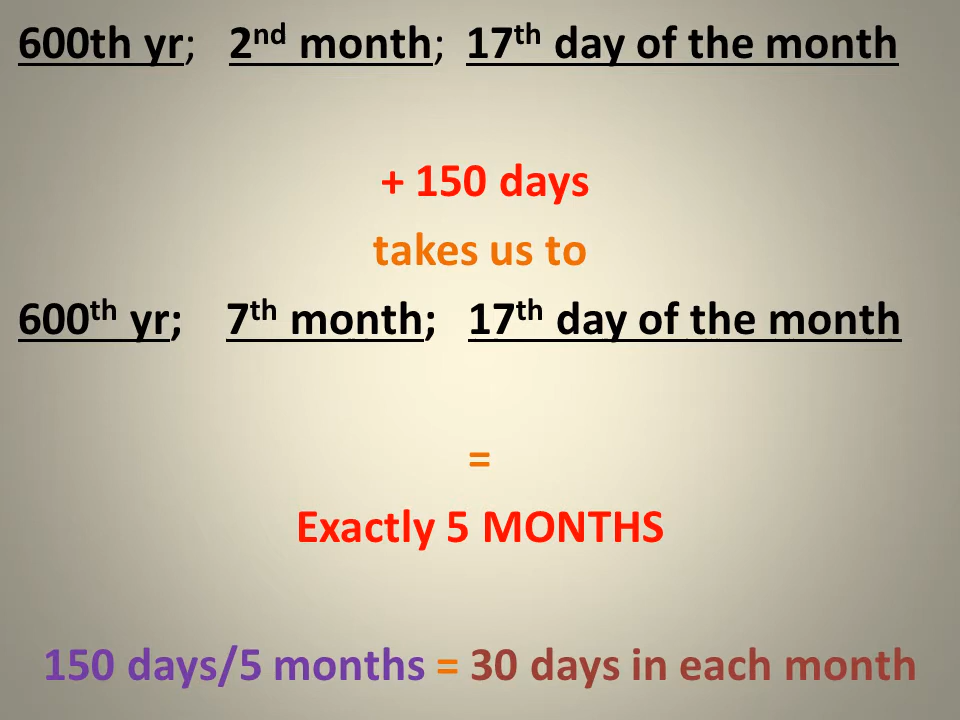 600th yr; 2nd month; 17th day of the month
+ 150 days
takes us to
600th yr; 7th month; 17th day of the month
=
Exactly 5 MONTHS
150 days/5 months = 30 days in each month